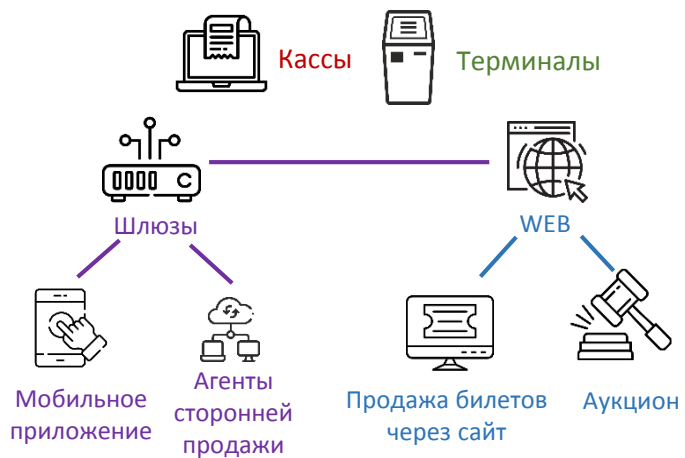 Кассы
Терминалы
Шлюзы
WEB
Мобильное
приложение
Агенты
сторонней
продажи
Продажа билетов
через сайт
Аукцион